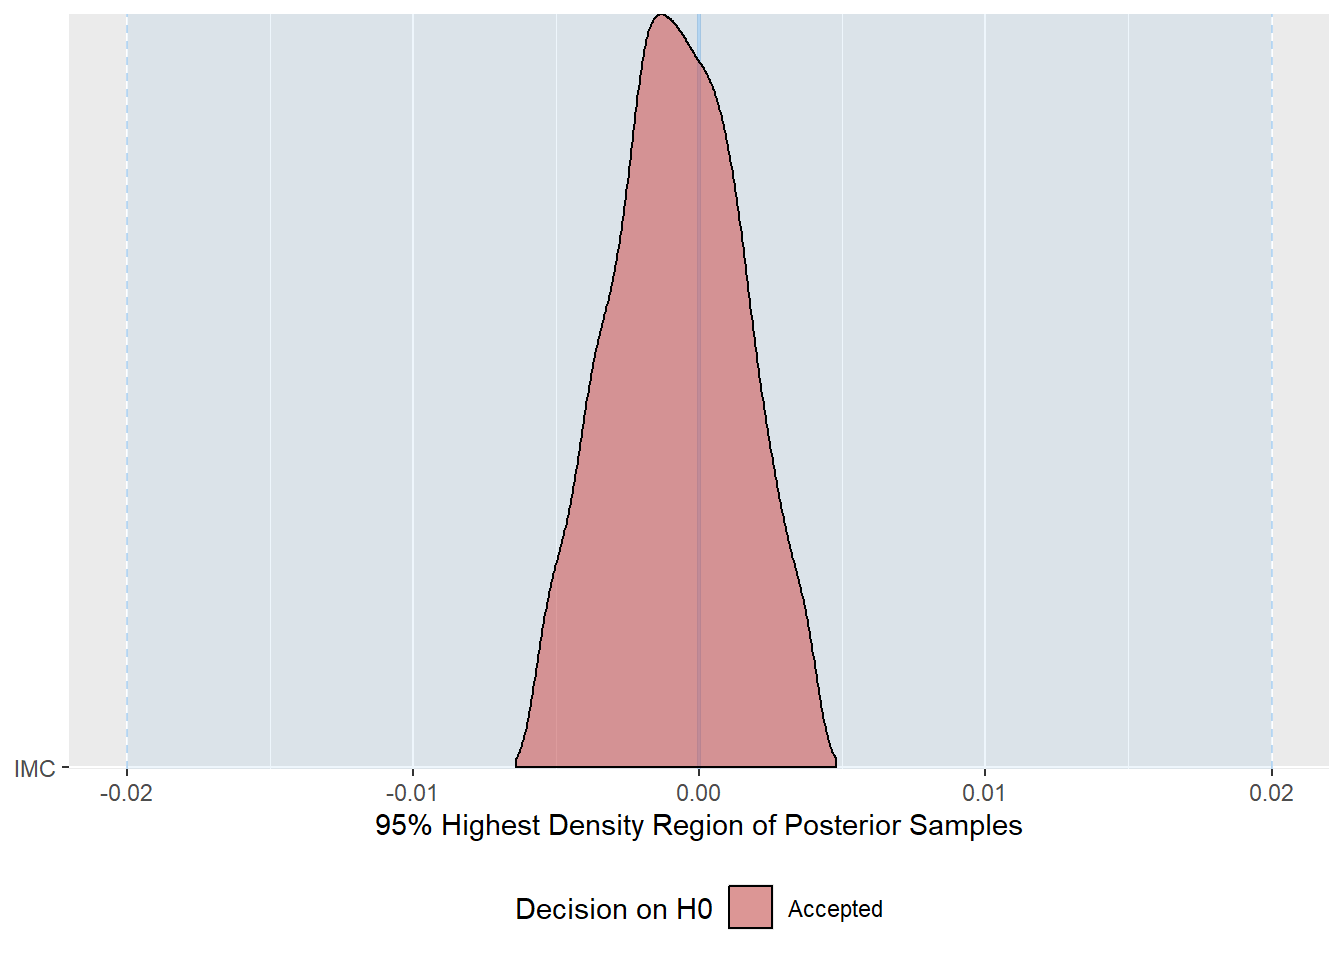 IMC
-0.02 -0.01 0.00 0.01 0.02
95% Highest Density Region of Posterior Samples
Decision on H0 Accepted